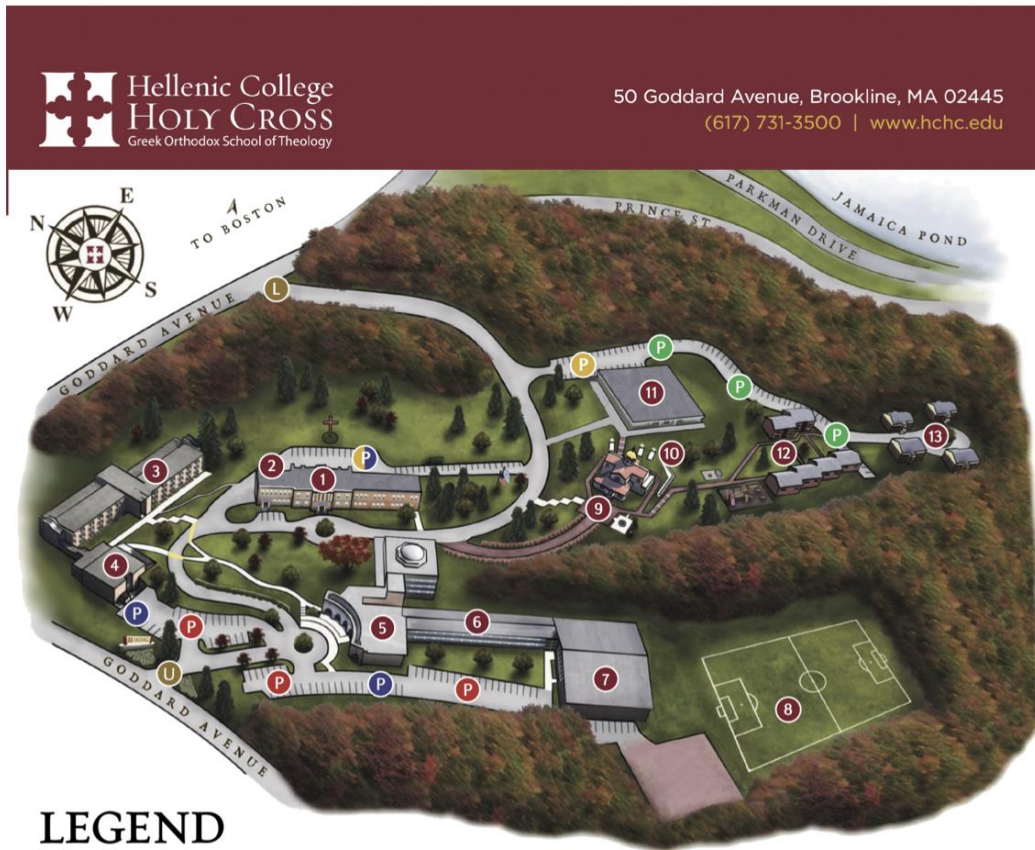 Hellenic College
HOLY CROSS
Greek Orthodox School of Theology
50 Goddard Avenue, Brookline, MA 02445
(617) 731-3500 | www.hchc.edu
N
E
S
W
TO BOSTON
GODDARD AVENUE
PRINCE ST.
PARKMAN DRIVE
JAMAICA POND
L
P
P
P
11
3
2
1
P
10
12
P
13
9
4
P
P
5
6
U
P
P
P
7
8
GODDARD AVENUE
LEGEND